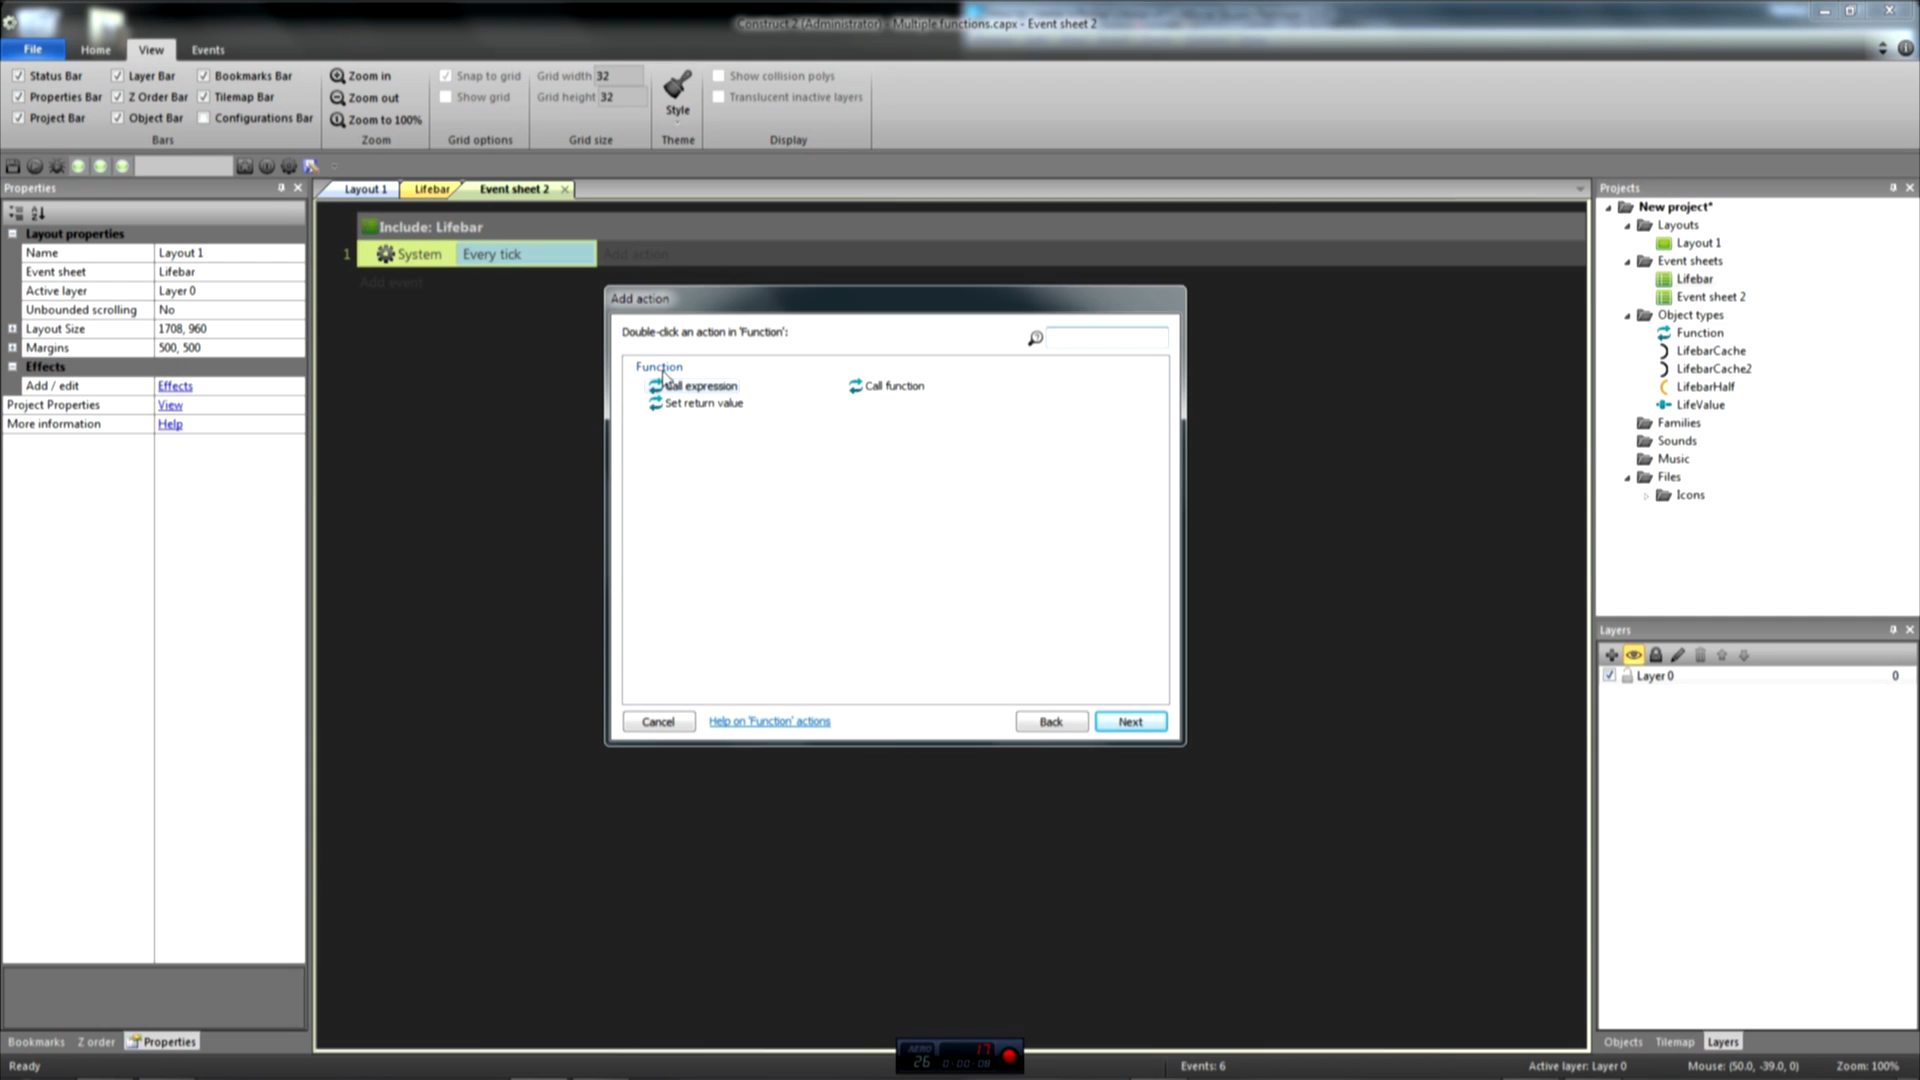 Construct 2 (Administrator) - Multiple functions.capx - Event sheet 2
File Home View Events
Status Bar Layer Bar Bookmarks Bar Zoom in Snap to grid Grid width 32 Show collision polys
Properties Bar Z Order Bar Tilemap Bar Zoom out Show grid Grid height 32 Style Translucent inactive layers
Project Bar Object Bar Configurations Bar Zoom to 100%
Bars Zoom Grid options Grid size Theme Display
Properties
Layout 1 Lifebar Event sheet 2
Layout properties
Name Layout 1
Event sheet Lifebar
Active layer Layer 0
Unbounded scrolling No
Layout Size 1708, 960
Margins 500, 500
Effects
Add / edit Effects
Project Properties View
More information Help
Include: Lifebar
1 System Every tick Add action
Add event
Add action
Double-click an action in 'Function':
Function
Call expression Call function
Set return value
Cancel Help on 'Function' actions Back Next
Projects
New project*
Layouts
Layout 1
Event sheets
Lifebar
Event sheet 2
Object types
Function
LifebarCache
LifebarCache2
LifebarHalf
LifeValue
Families
Sounds
Music
Files
Icons
Layers
Layer 0 0
Bookmarks Z order Properties
Objects Tilemap Layers
26 17 0-00-08
Ready Events: 6 Active layer: Layer 0 Mouse: (50.0, -39.0, 0) Zoom: 100%